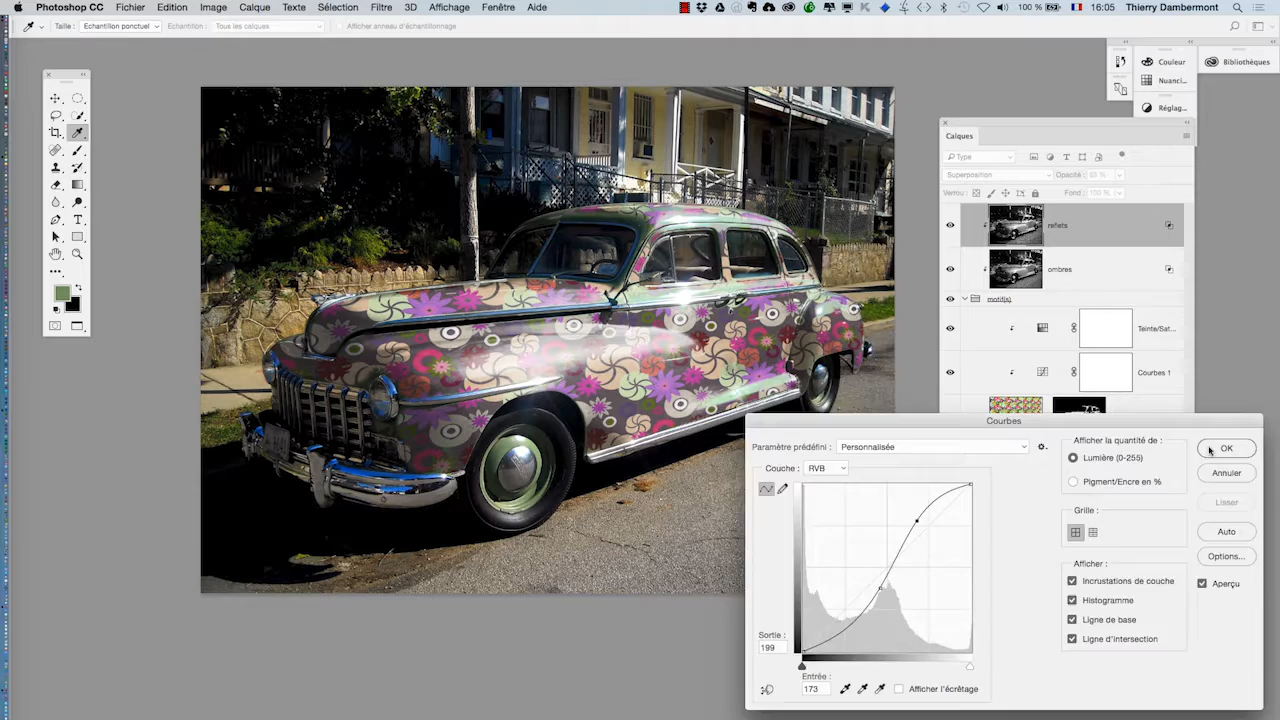 Photoshop CC Fichier Edition Image Calque Texte Sélection Filtre 3D Affichage Fenêtre Aide 100 % 16:05 Thierry Dambermont
Taille : Echantillon ponctuel Echantillon : Tous les calques Afficher anneau d'échantillonnage
Couleur
Bibliothèques
Nuanci...
Réglag...
Calques
Type
Superposition Opacité :
Verrou : Fond : 100 %
reflets
ombres
motif(s)
Teinte/Sat...
Courbes 1
Courbes
Paramètre prédéfini : Personnalisée
Couche : RVB
Sortie :
199
Entrée :
173
Afficher l'écrêtage
Afficher la quantité de :
Lumière (0-255)
Pigment/Encre en %
Grille :
Afficher :
Incrustations de couche
Histogramme
Ligne de base
Ligne d'intersection
OK
Annuler
Lisser
Auto
Options...
Aperçu